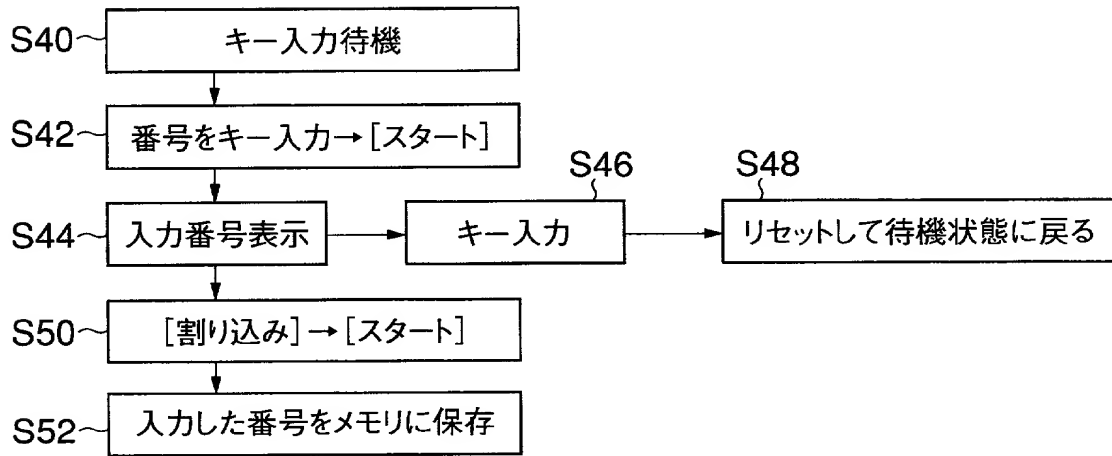 S40 キー入力待機
S42 番号をキー入力→[スタート]
S46 S48
S44 入力番号表示 キー入力 リセットして待機状態に戻る
S50 [割り込み]→[スタート]
S52 入力した番号をメモリに保存